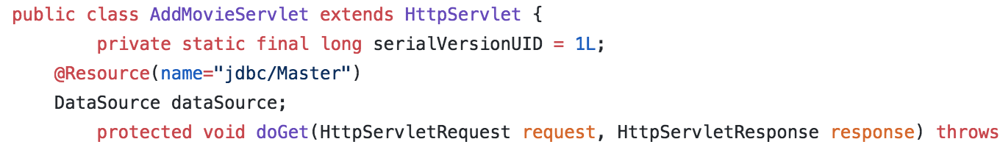 public class AddMovieServlet extends HttpServlet {
private static final long serialVersionUID = 1L;
@Resource(name="jdbc/Master")
DataSource dataSource;
protected void doGet(HttpServletRequest request, HttpServletResponse response) throws